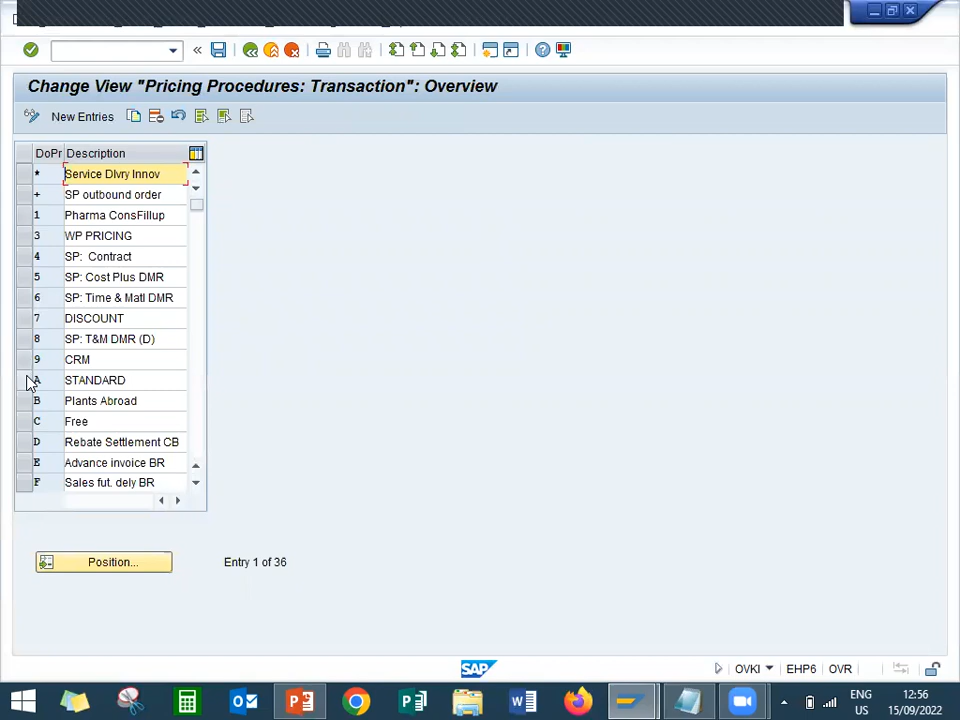 «
Change View "Pricing Procedures: Transaction": Overview
New Entries
DoPr Description
* Service Dlvry Innov
+ SP outbound order
1 Pharma ConsFillup
3 WP PRICING
4 SP: Contract
5 SP: Cost Plus DMR
6 SP: Time & Matl DMR
7 DISCOUNT
8 SP: T&M DMR (D)
9 CRM
A STANDARD
B Plants Abroad
C Free
D Rebate Settlement CB
E Advance invoice BR
F Sales fut. dely BR
Position... Entry 1 of 36
SAP OVKI EHP6 OVR
ENG 12:56
US 15/09/2022